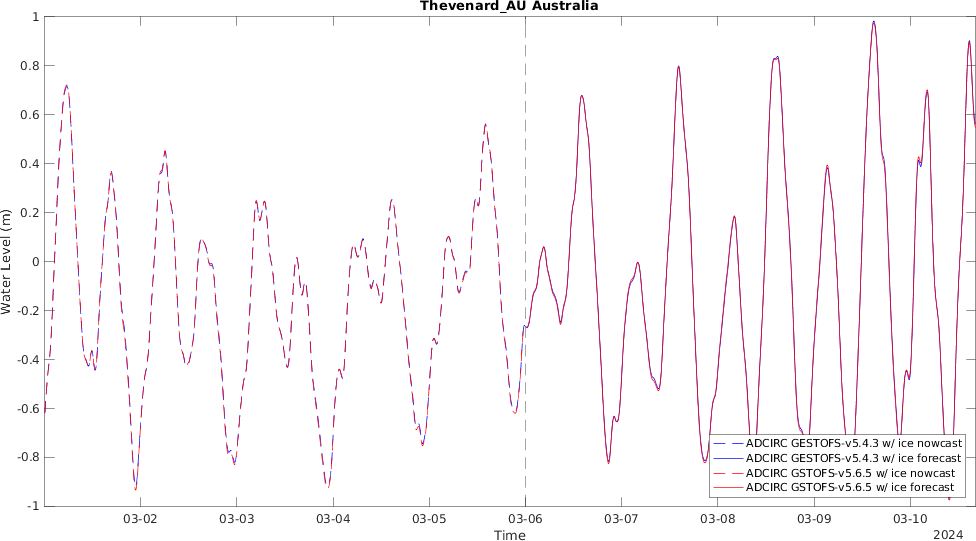 Thevenard_AU Australia
1
0.8
0.6
0.4
0.2
0
-0.2
-0.4
-0.6
-0.8
-1
Water Level (m)
ADCIRC GESTOFS-v5.4.3 w/ ice nowcast
ADCIRC GESTOFS-v5.4.3 w/ ice forecast
ADCIRC GSTOFS-v5.6.5 w/ ice nowcast
ADCIRC GSTOFS-v5.6.5 w/ ice forecast
03-02 03-03 03-04 03-05 03-06 03-07 03-08 03-09 03-10
Time
2024